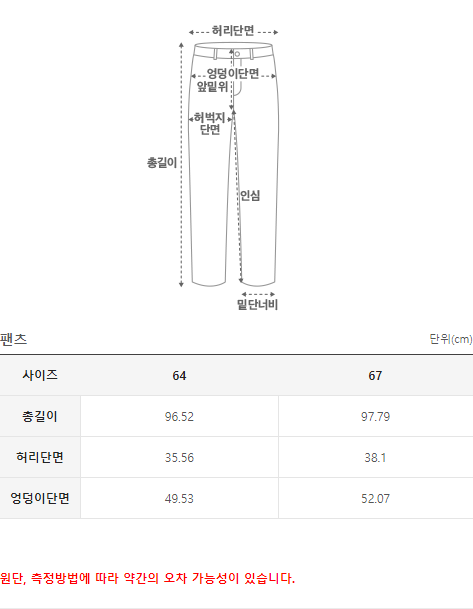 허리단면
엉덩이단면
앞밑위
허벅지
단면
총길이
인심
밑단너비
팬츠 단위(cm)
사이즈 64 67
총길이 96.52 97.79
허리단면 35.56 38.1
엉덩이단면 49.53 52.07
원단, 측정방법에 따라 약간의 오차 가능성이 있습니다.